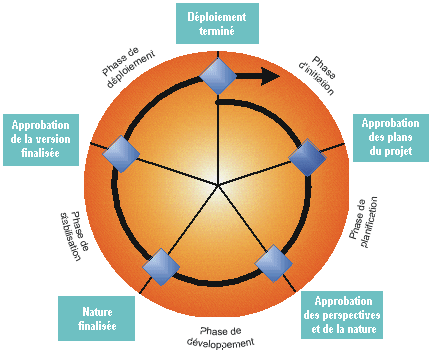 Déploiement
terminé
Phase
d'initiation
Approbation
des plans
du projet
Phase de
planification
Approbation
des perspectives
et de la nature
Phase de
développement
Nature
finalisée
Phase de
stabilisation
Approbation
de la version
finalisée
Phase de
déploiement